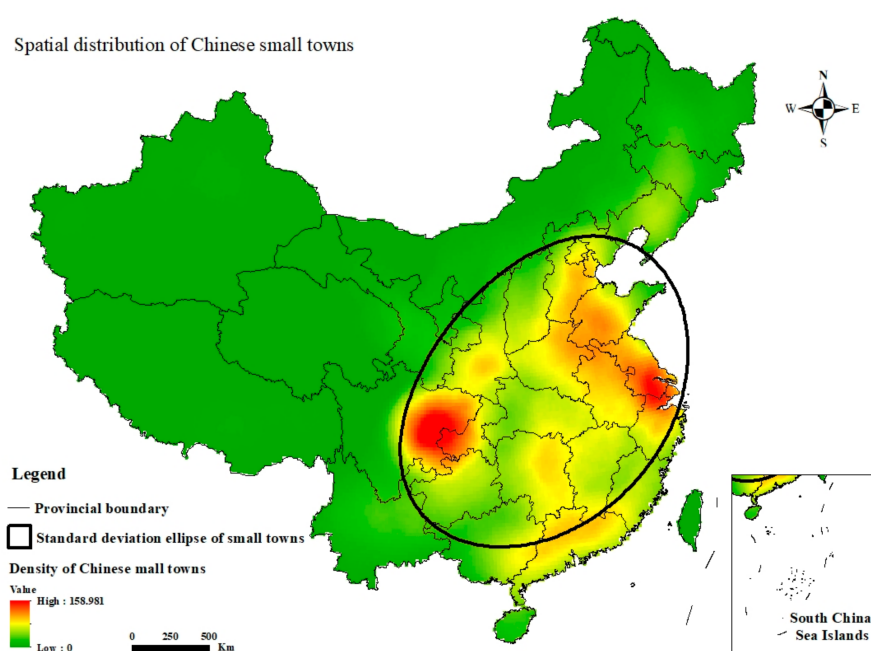 Spatial distribution of Chinese small towns
N
W E
S
Legend
Provincial boundary
Standard deviation ellipse of small towns
Density of Chinese mall towns
Value
High : 158.981
Low : 0
0 250 500
Km
South China
Sea Islands